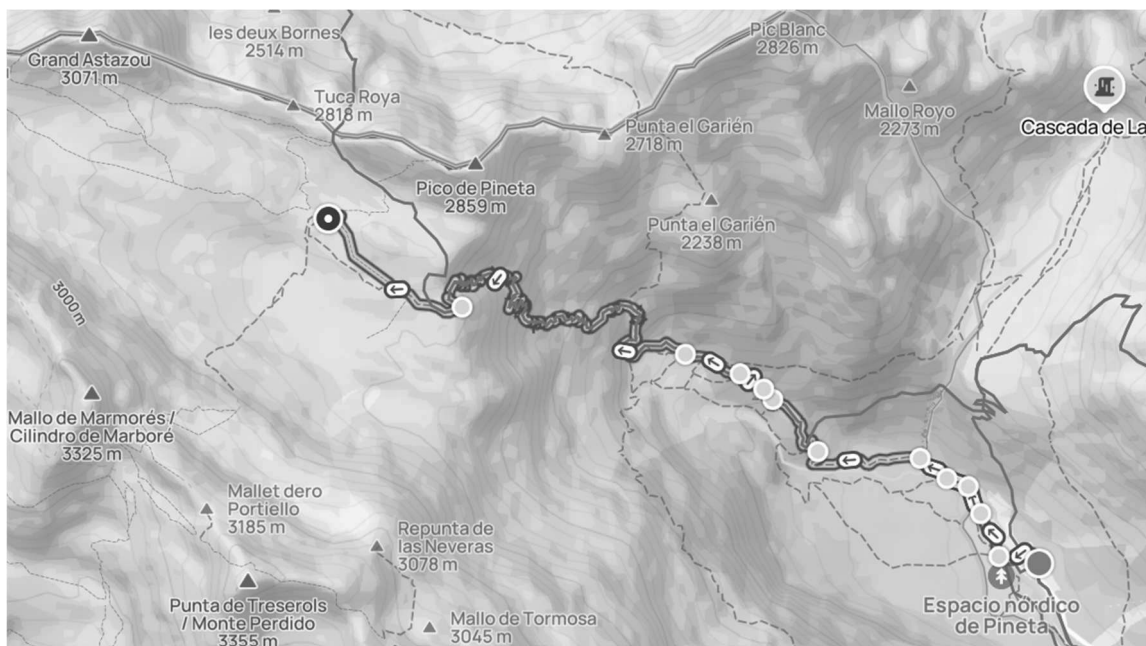 les deux Bornes
2514 m
Grand Astazou
3071 m
Pic Blanc
2826 m
Tuca Roya
2818 m
Mallo Royo
2273 m
Punta el Garién
2718 m
Cascada de La
Pico de Pineta
2859 m
Punta el Garién
2238 m
3000 m
Mallo de Marmorés /
Cilindro de Marboré
3325 m
Mallet dero
Portiello
3185 m
Repunta de
las Neveras
3078 m
Punta de Treserols
/ Monte Perdido
3355 m
Mallo de Tormosa
3045 m
Espacio nórdico
de Pineta